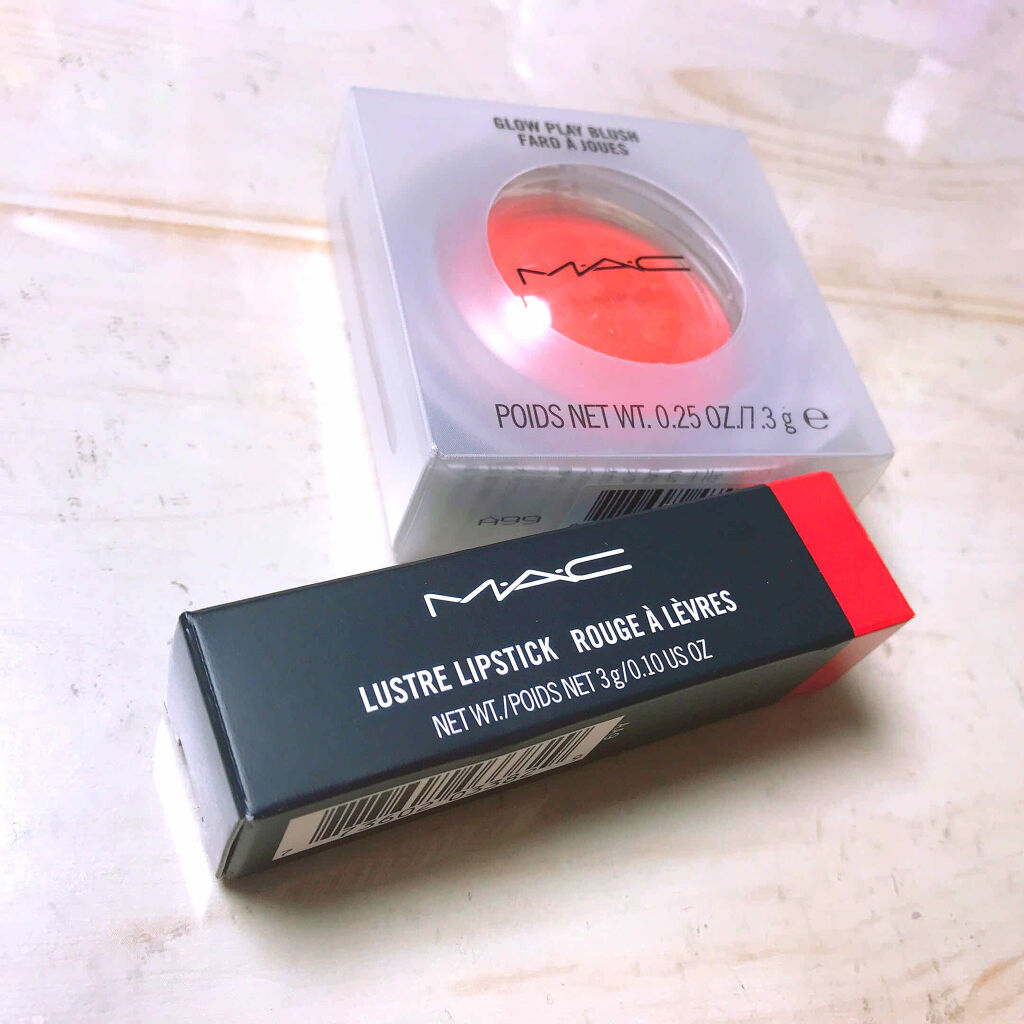 GLOW PLAY BLUSH
FARD À JOUES
M·A·C
POIDS NET WT. 0.25 OZ./7.3 g ℮
A99
M·A·C
LUSTRE LIPSTICK ROUGE À LÈVRES
NET WT./POIDS NET 3 g/0.10 US OZ